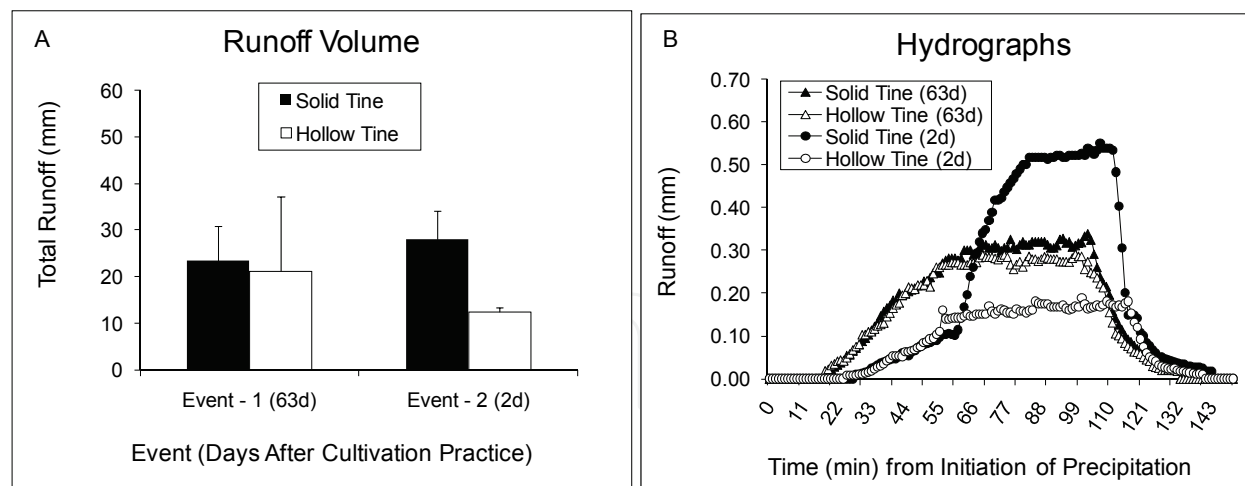 A
Runoff Volume
Total Runoff (mm)
60
50
40
30
20
10
0
Solid Tine
Hollow Tine
Event - 1 (63d)
Event - 2 (2d)
Event (Days After Cultivation Practice)
B
Hydrographs
Runoff (mm)
0.70
0.60
0.50
0.40
0.30
0.20
0.10
0.00
Solid Tine (63d)
Hollow Tine (63d)
Solid Tine (2d)
Hollow Tine (2d)
0
11
22
33
44
55
66
77
88
99
110
121
132
143
Time (min) from Initiation of Precipitation